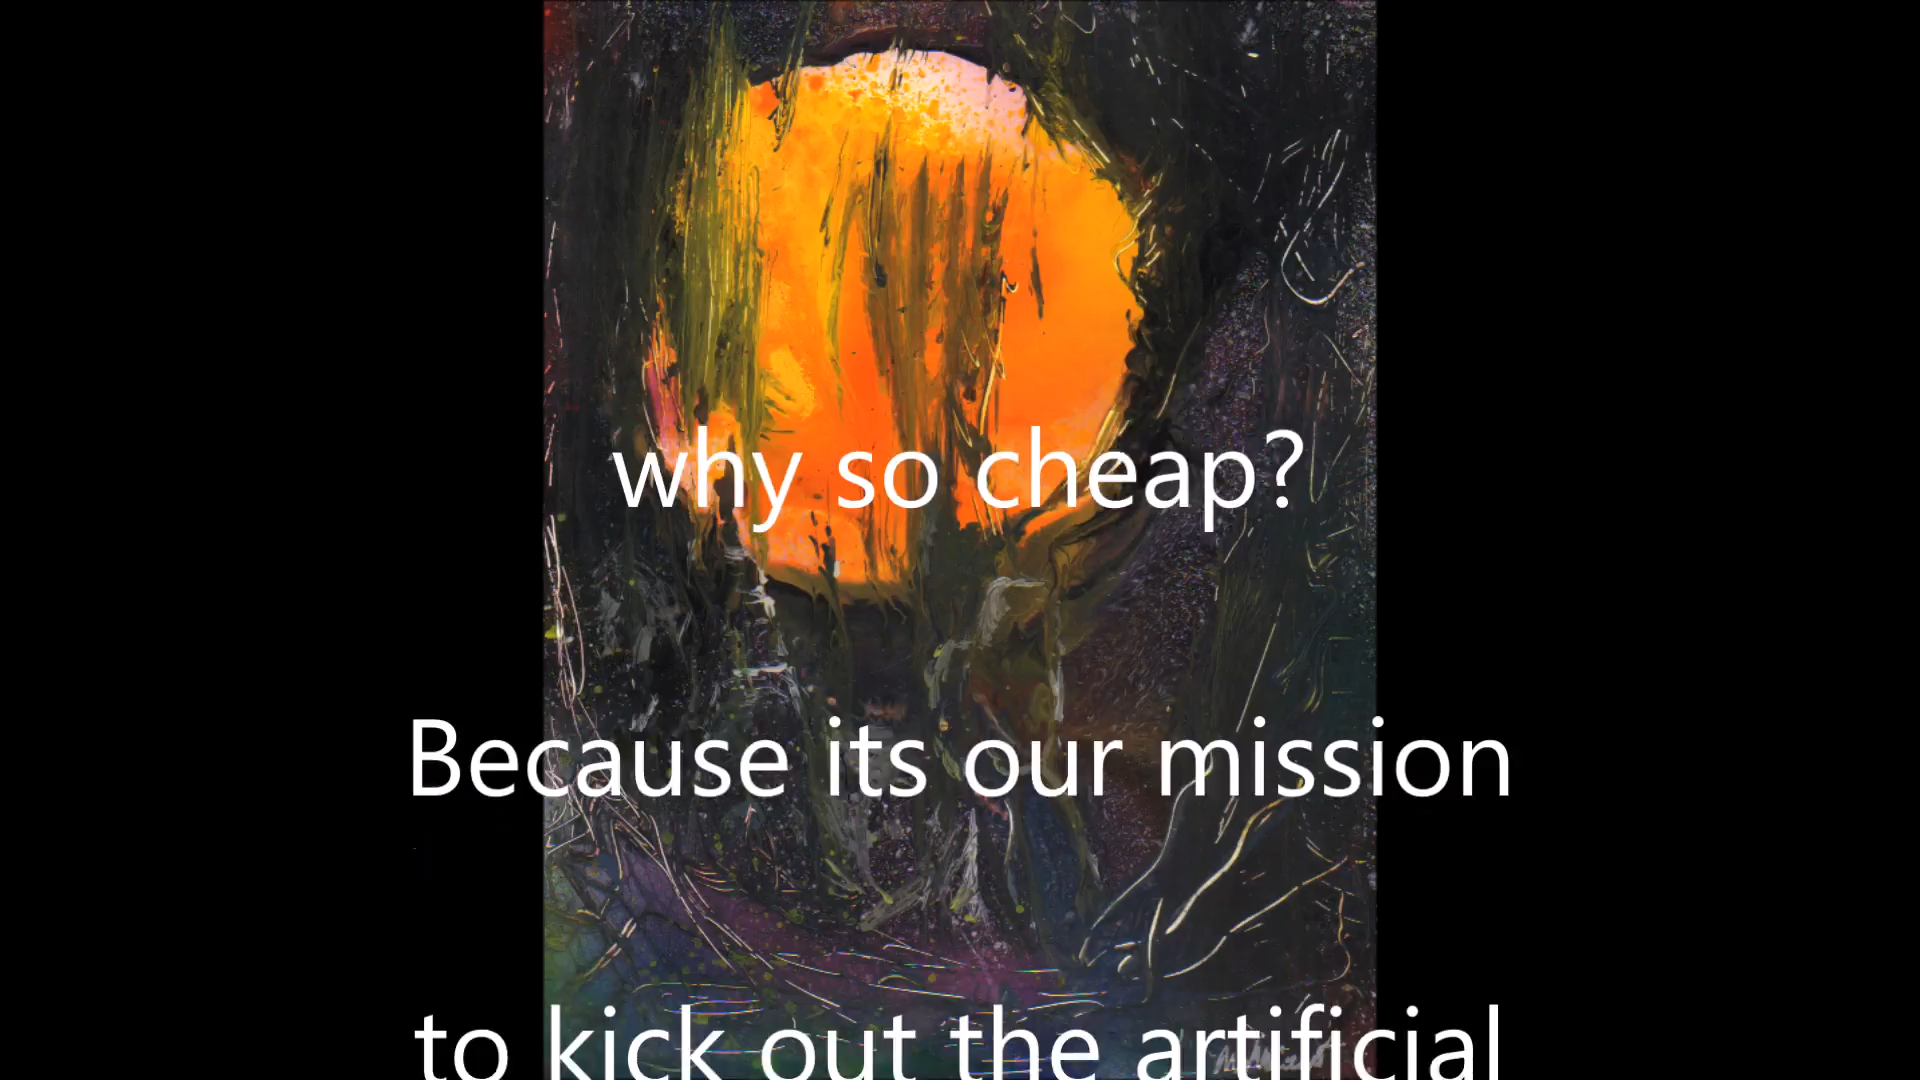 why so cheap?
Because its our mission
to kick out the artificial